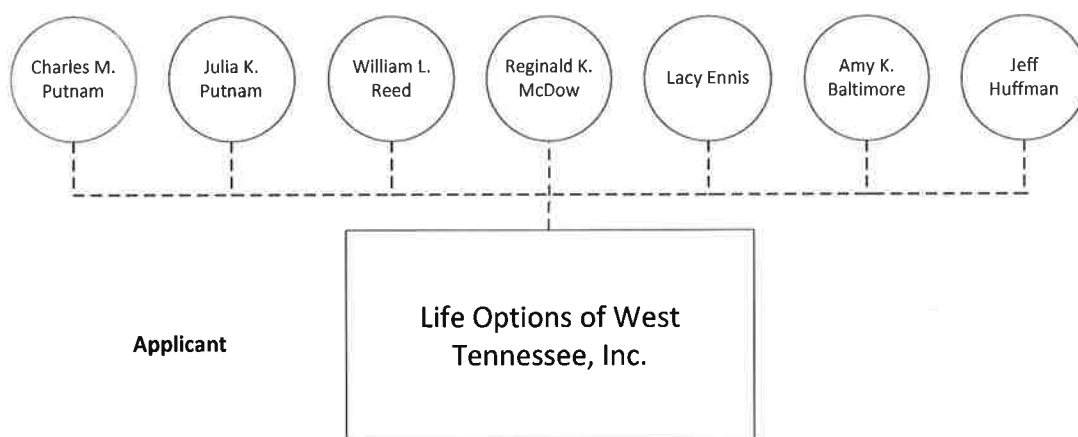 Charles M.
Putnam
Julia K.
Putnam
William L.
Reed
Reginald K.
McDow
Lacy Ennis
Amy K.
Baltimore
Jeff
Huffman
Life Options of West
Tennessee, Inc.
Applicant